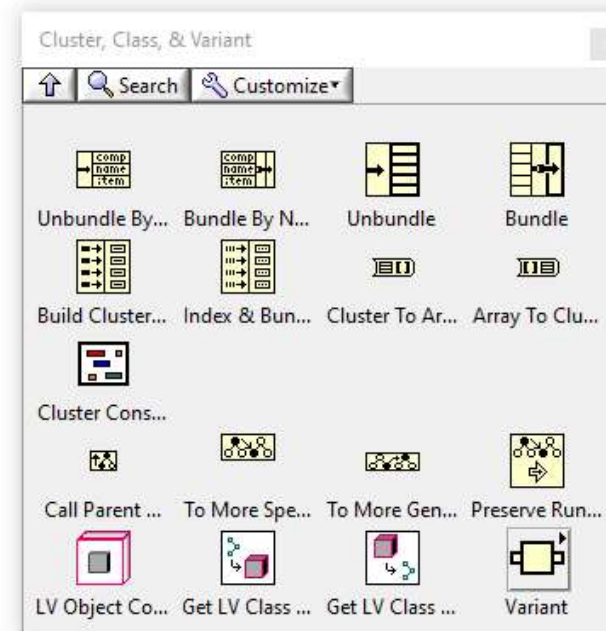 Cluster, Class, & Variant
Search Customize
comp name item
comp name item
Unbundle By... Bundle By N... Unbundle Bundle
Build Cluster... Index & Bun... Cluster To Ar... Array To Clu...
Cluster Cons...
Call Parent ... To More Spe... To More Gen... Preserve Run...
LV Object Co... Get LV Class ... Get LV Class ... Variant